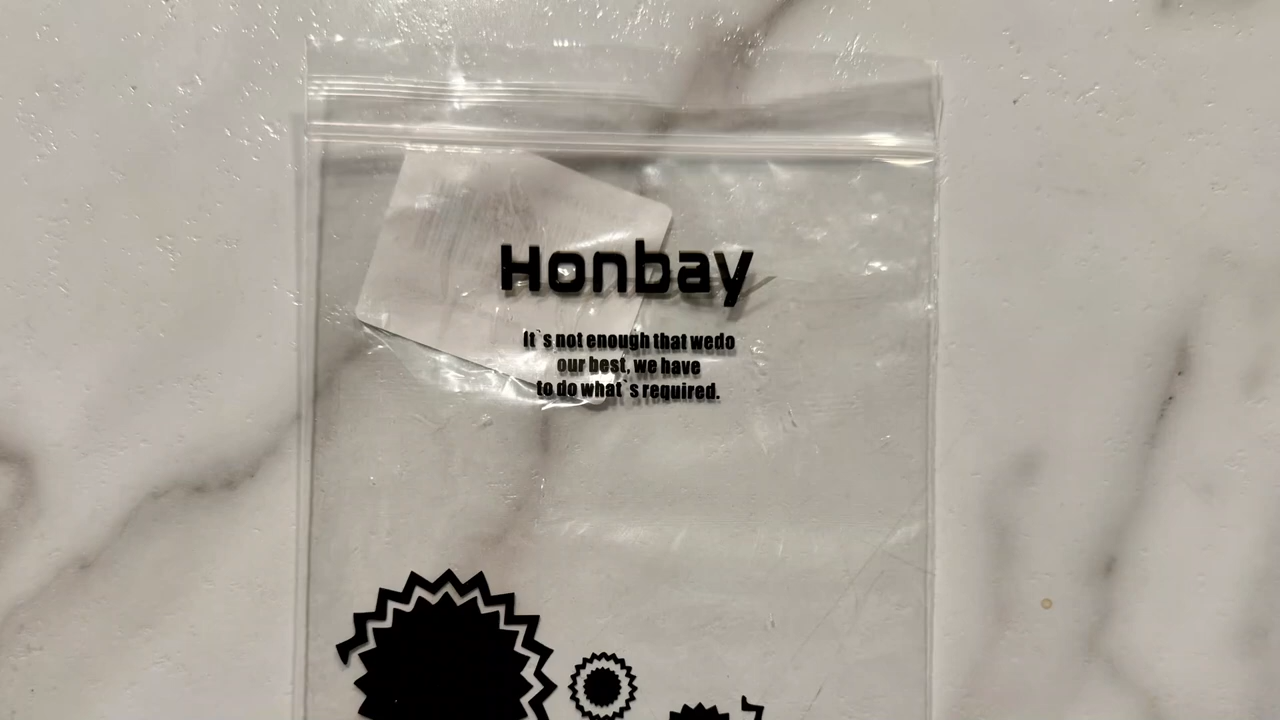 Honbay
It`s not enough that wedo
our best, we have
to do what`s required.